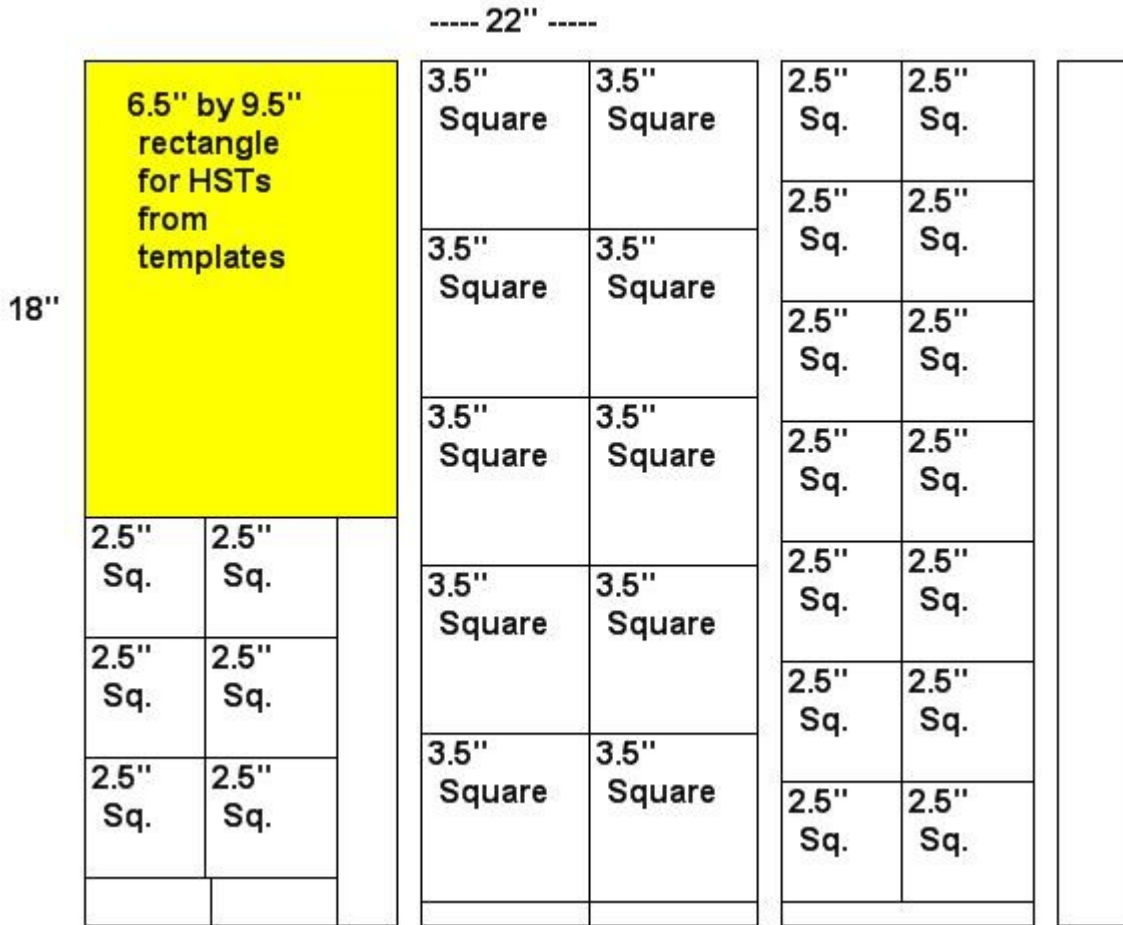 ----- 22" -----
18"
6.5" by 9.5"
rectangle
for HSTs
from
templates
2.5" 2.5"
Sq. Sq.
2.5" 2.5"
Sq. Sq.
2.5" 2.5"
Sq. Sq.
3.5" 3.5"
Square Square
3.5" 3.5"
Square Square
3.5" 3.5"
Square Square
3.5" 3.5"
Square Square
3.5" 3.5"
Square Square
2.5" 2.5"
Sq. Sq.
2.5" 2.5"
Sq. Sq.
2.5" 2.5"
Sq. Sq.
2.5" 2.5"
Sq. Sq.
2.5" 2.5"
Sq. Sq.
2.5" 2.5"
Sq. Sq.
2.5" 2.5"
Sq. Sq.